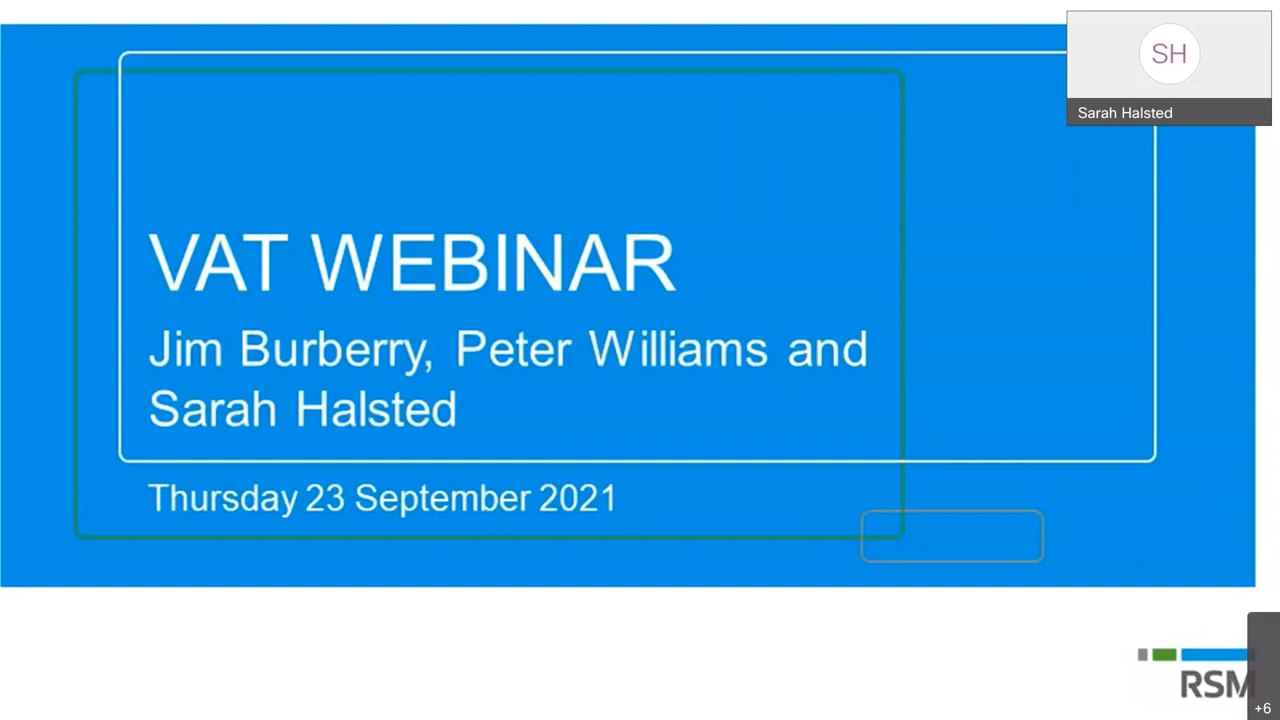 SH
Sarah Halsted
VAT WEBINAR
Jim Burberry, Peter Williams and
Sarah Halsted
Thursday 23 September 2021
RSM
+6